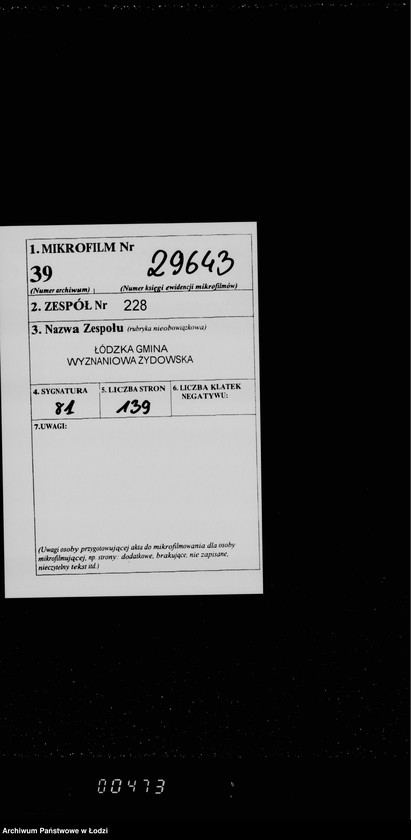 1. MIKROFILM Nr
29643
39
(Numer archiwum) (Numer księgi ewidencji mikrofilmów)
2. ZESPÓŁ Nr 228
3. Nazwa Zespołu (rubryka nieobowiązkowa)
ŁÓDZKA GMINA
WYZNANIOWA ŻYDOWSKA
4. SYGNATURA 5. LICZBA STRON 6. LICZBA KLATEK
NEGATYWU:
81 139
7.UWAGI:
(Uwagi osoby przygotowującej akta do mikrofilmowania dla osoby
mikrofilmującej, np. strony: dodatkowe, brakujące, nie zapisane,
nieczytelny tekst itd.)
00473
Archiwum Państwowe w Łodzi